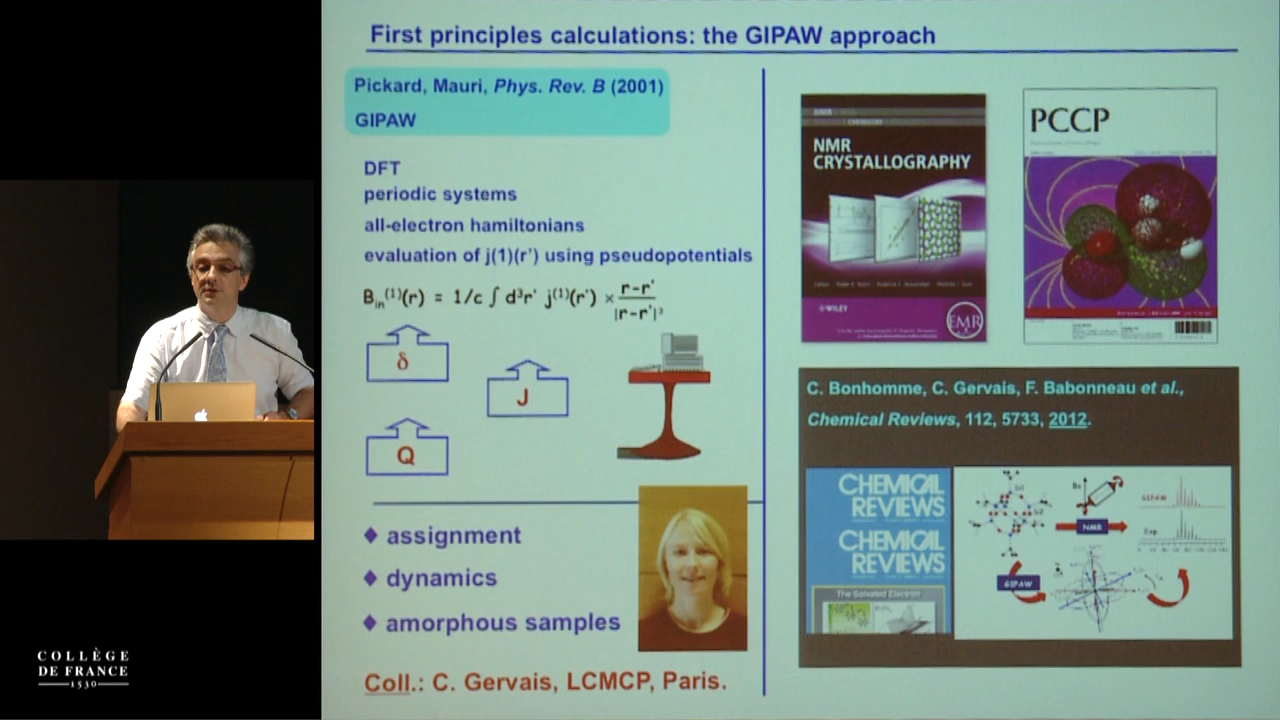 First principles calculations: the GIPAW approach
Pickard, Mauri, Phys. Rev. B (2001)
GIPAW
DFT
periodic systems
all-electron hamiltonians
evaluation of j(1)(r') using pseudopotentials
B_in^(1)(r) = 1/c ∫ d³r' j^(1)(r') × (r-r')/|r-r'|³
δ
J
Q
♦ assignment
♦ dynamics
♦ amorphous samples
Coll.: C. Gervais, LCMCP, Paris.
NMR
CRYSTALLOGRAPHY
WILEY
EMR
PCCP
C. Bonhomme, C. Gervais, F. Babonneau et al.,
Chemical Reviews, 112, 5733, 2012.
CHEMICAL
REVIEWS
CHEMICAL
REVIEWS
The Solvated Electron
B₀
NMR
GIPAW
Exp.
GIPAW
COLLÈGE
DE FRANCE
1530